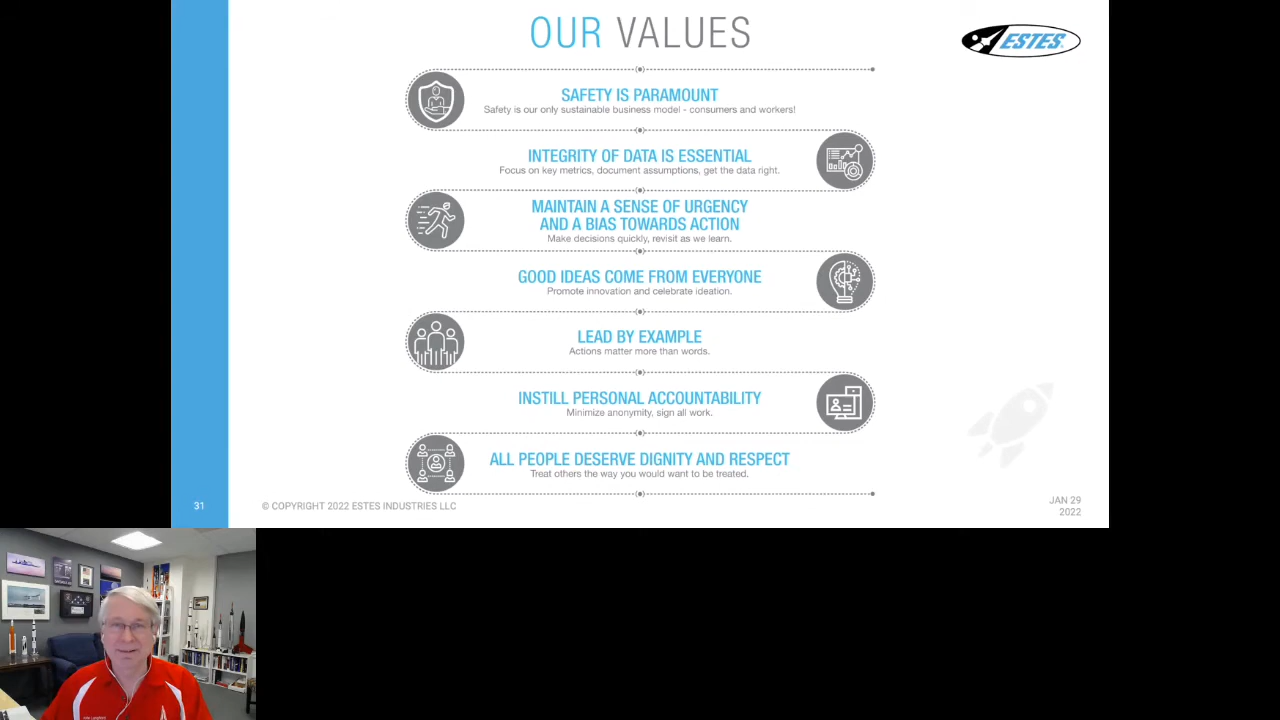 OUR VALUES
ESTES
SAFETY IS PARAMOUNT
Safety is our only sustainable business model - consumers and workers!
INTEGRITY OF DATA IS ESSENTIAL
Focus on key metrics, document assumptions, get the data right.
MAINTAIN A SENSE OF URGENCY
AND A BIAS TOWARDS ACTION
Make decisions quickly, revisit as we learn.
GOOD IDEAS COME FROM EVERYONE
Promote innovation and celebrate ideation.
LEAD BY EXAMPLE
Actions matter more than words.
INSTILL PERSONAL ACCOUNTABILITY
Minimize anonymity, sign all work.
ALL PEOPLE DESERVE DIGNITY AND RESPECT
Treat others the way you would want to be treated.
31
© COPYRIGHT 2022 ESTES INDUSTRIES LLC
JAN 29
2022